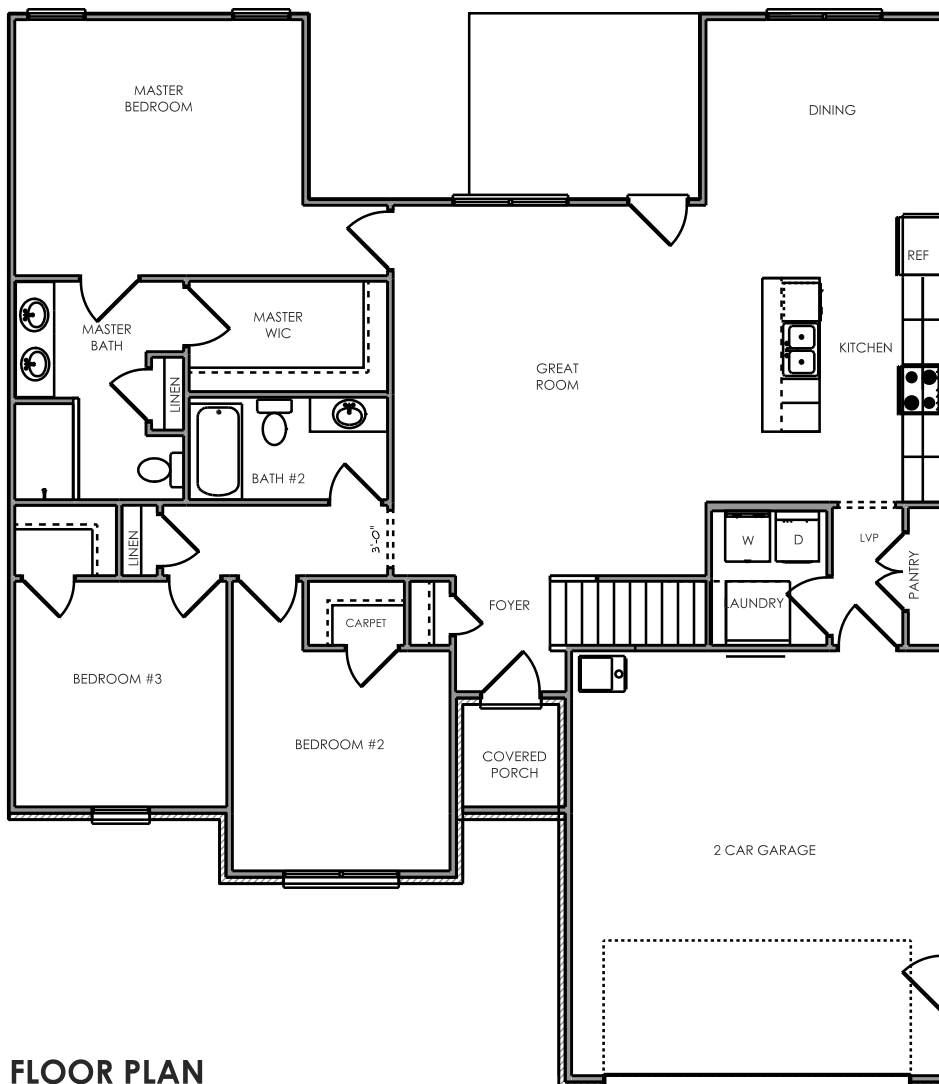 MASTER
BEDROOM
DINING
REF
MASTER
BATH
MASTER
WIC
KITCHEN
GREAT
ROOM
LINEN
BATH #2
LINEN
3'-0"
W
D
LVP
PANTRY
LAUNDRY
FOYER
CARPET
BEDROOM #3
BEDROOM #2
COVERED
PORCH
2 CAR GARAGE
FLOOR PLAN